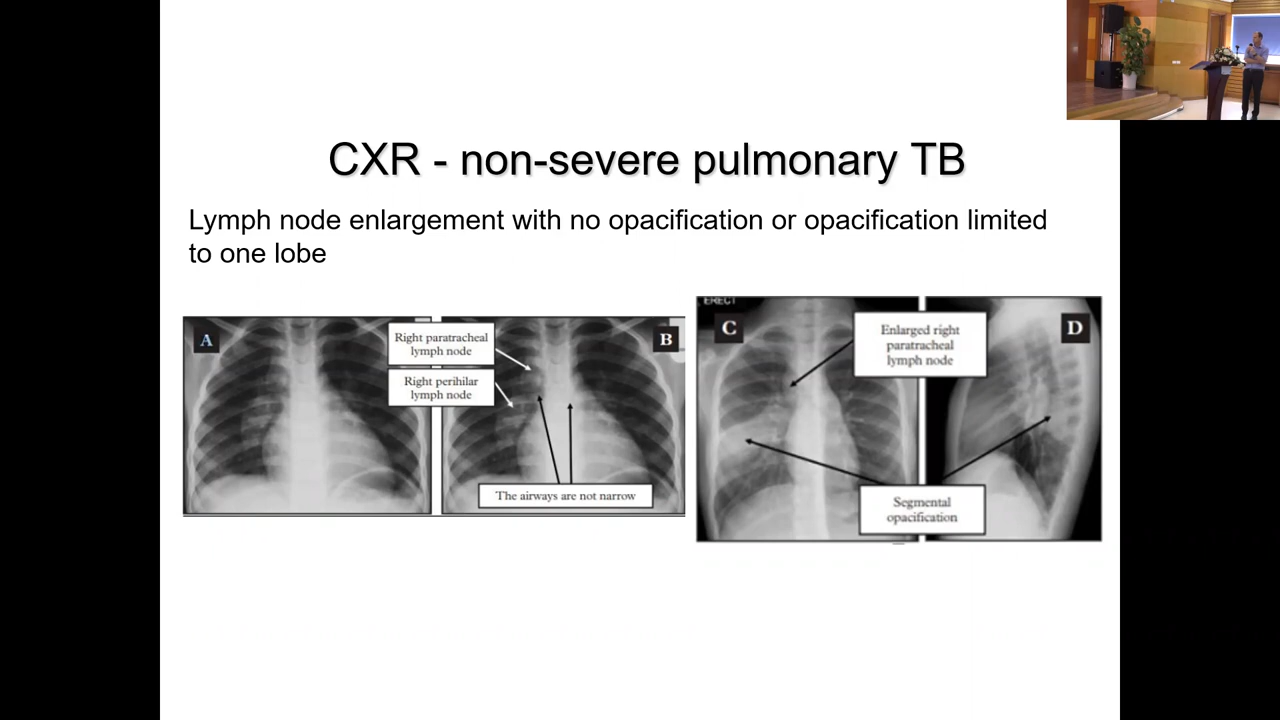 CXR - non-severe pulmonary TB
Lymph node enlargement with no opacification or opacification limited
to one lobe
A
Right paratracheal
lymph node
Right perihilar
lymph node
B
The airways are not narrow
ERECT
C
Enlarged right
paratracheal
lymph node
D
Segmental
opacification